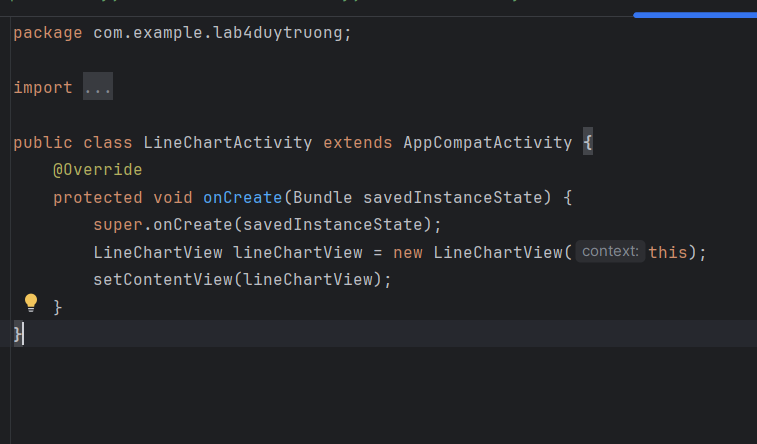 package com.example.lab4duytruong;
import ...
public class LineChartActivity extends AppCompatActivity {
@Override
protected void onCreate(Bundle savedInstanceState) {
super.onCreate(savedInstanceState);
LineChartView lineChartView = new LineChartView( context: this);
setContentView(lineChartView);
}
}